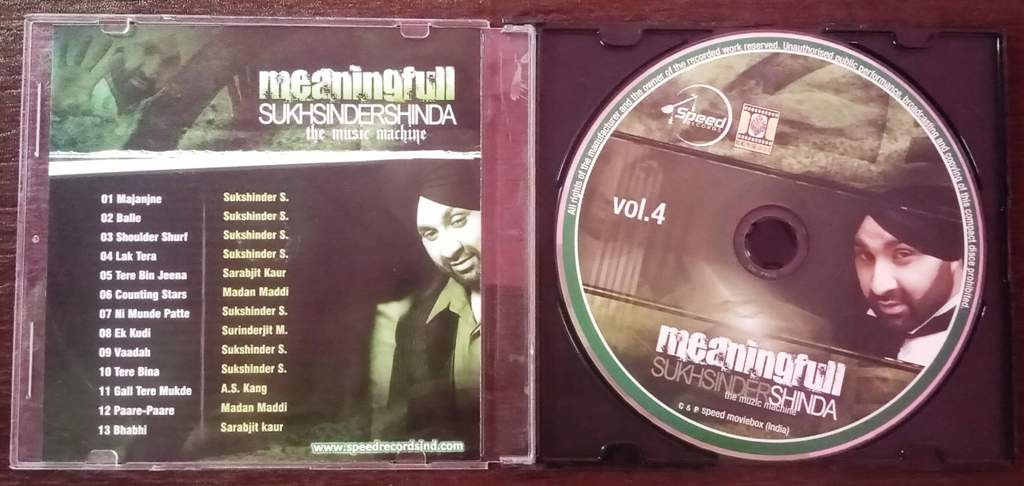 meaningfull
SUKHSINDERSHINDA
the music machine
01 Majanjne Sukshinder S.
02 Balle Sukshinder S.
03 Shoulder Shurf Sukshinder S.
04 Lak Tera Sukshinder S.
05 Tere Bin Jeena Sarabjit Kaur
06 Counting Stars Madan Maddi
07 Ni Munde Patte Sukshinder S.
08 Ek Kudi Surinderjit M.
09 Vaadah Sukshinder S.
10 Tere Bina Sukshinder S.
11 Gall Tere Mukde A.S. Kang
12 Paare-Paare Madan Maddi
13 Bhabhi Sarabjit kaur
www.speedrecordsind.com
All rights of the manufacturer and the owner of the recorded work reserved. Unauthorised public performance, broadcasting and copying of this compact disc prohibited.
speed
RECORDS
vol.4
meaningfull
SUKHSINDERSHINDA
the muzic machine
© & ℗ speed moviebox (India)